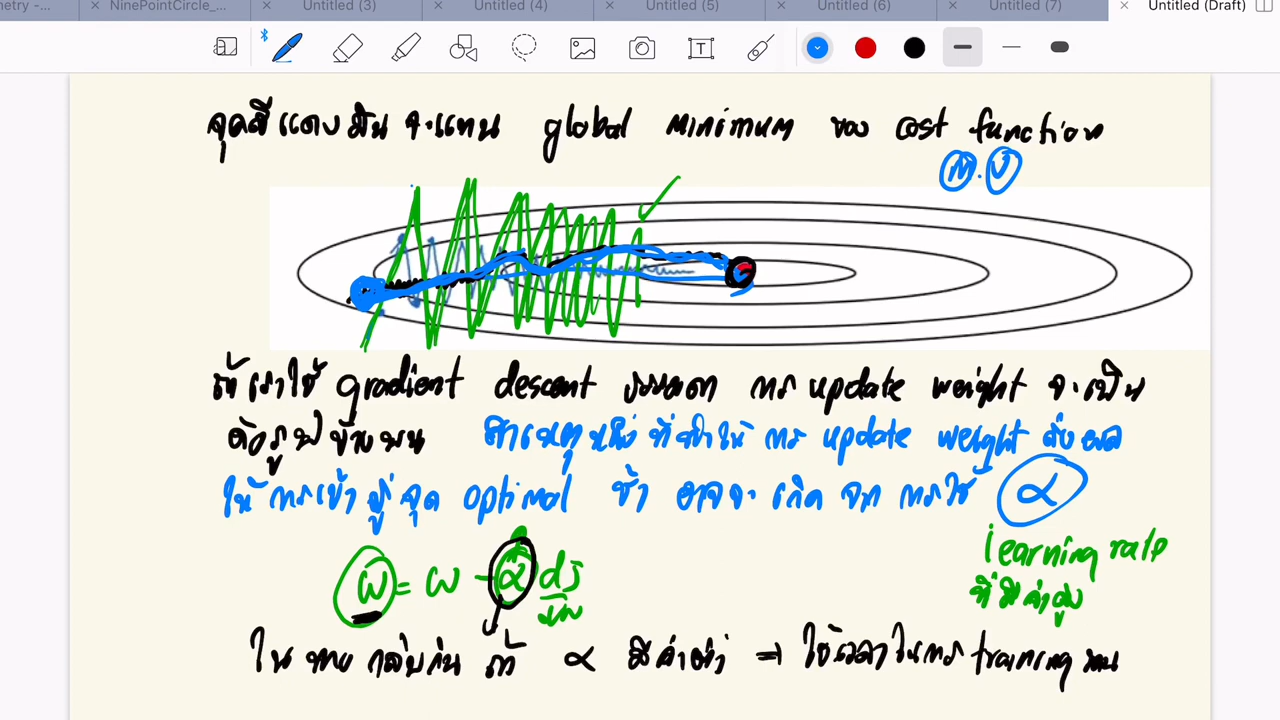 etry -...
NinePointCircle_...
Untitled (3)
Untitled (4)
Untitled (5)
Untitled (6)
Untitled (7)
Untitled (Draft)
จุดสีแดงมันจะแทน global minimum ของ cost function
ถ้าเราใช้ gradient descent ธรรมดา การ update weight จะเป็น
ดังรูปข้างบน สาเหตุหนึ่งที่ทำให้ การ update weight ส่งผล
ให้การเข้าสู่จุด optimal ช้า อาจจะเกิดจากการใช้ α
learning rate
ที่มีค่าสูง
w = w - α dJ
dw
ในทางกลับกัน ถ้า α มีค่าต่ำ → ใช้เวลาในการ training นาน